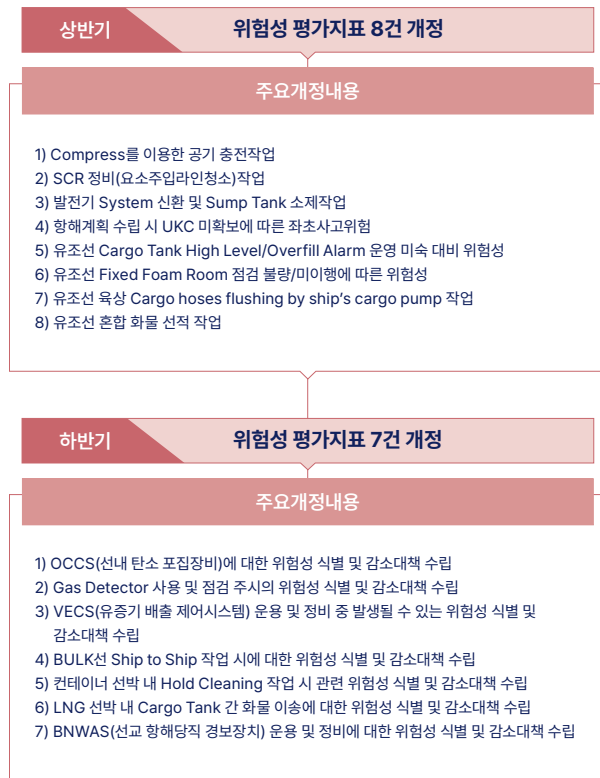 상반기
위험성 평가지표 8건 개정
주요개정내용
1) Compress를 이용한 공기 충전작업
2) SCR 정비(요소주입라인청소)작업
3) 발전기 System 신환 및 Sump Tank 소제작업
4) 항해계획 수립 시 UKC 미확보에 따른 좌초사고위험
5) 유조선 Cargo Tank High Level/Overfill Alarm 운영 미숙 대비 위험성
6) 유조선 Fixed Foam Room 점검 불량/미이행에 따른 위험성
7) 유조선 육상 Cargo hoses flushing by ship's cargo pump 작업
8) 유조선 혼합 화물 선적 작업
하반기
위험성 평가지표 7건 개정
주요개정내용
1) OCCS(선내 탄소 포집장비)에 대한 위험성 식별 및 감소대책 수립
2) Gas Detector 사용 및 점검 주시의 위험성 식별 및 감소대책 수립
3) VECS(유증기 배출 제어시스템) 운용 및 정비 중 발생될 수 있는 위험성 식별 및
감소대책 수립
4) BULK선 Ship to Ship 작업 시에 대한 위험성 식별 및 감소대책 수립
5) 컨테이너 선박 내 Hold Cleaning 작업 시 관련 위험성 식별 및 감소대책 수립
6) LNG 선박 내 Cargo Tank 간 화물 이송에 대한 위험성 식별 및 감소대책 수립
7) BNWAS(선교 항해당직 경보장치) 운용 및 정비에 대한 위험성 식별 및 감소대책 수립